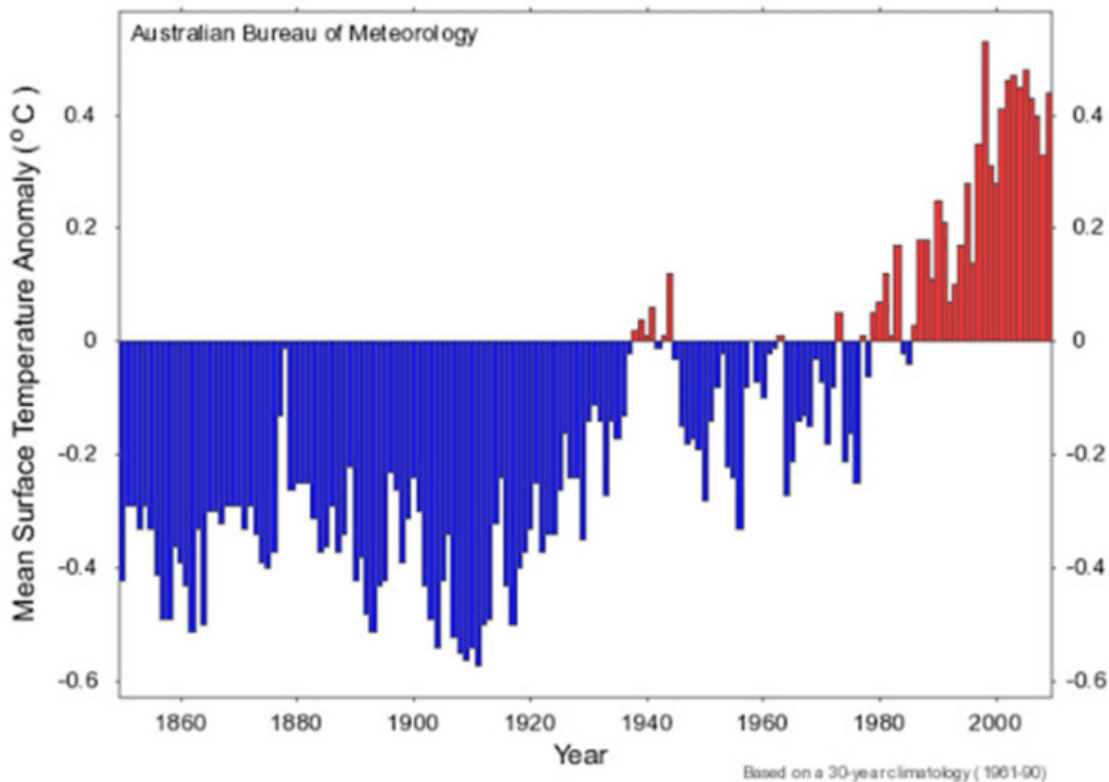 Australian Bureau of Meteorology
Mean Surface Temperature Anomaly (°C)
0.4
0.2
0
-0.2
-0.4
-0.6
0.4
0.2
0
-0.2
-0.4
-0.6
1860 1880 1900 1920 1940 1960 1980 2000
Year
Based on a 30-year climatology (1961-90)